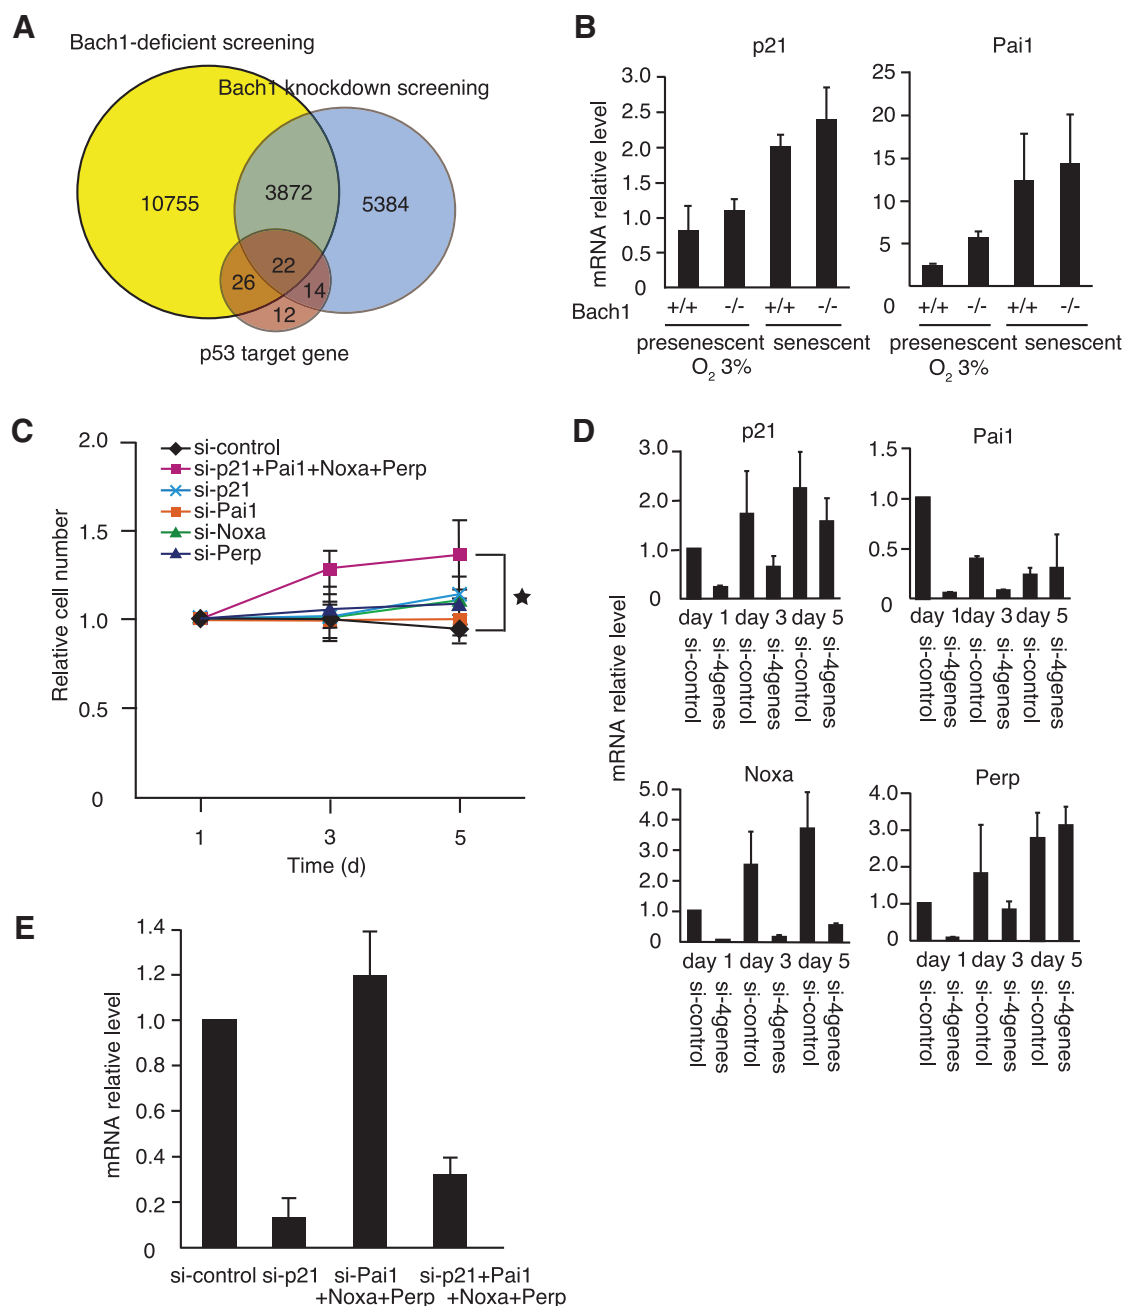 A
Bach1-deficient screening
Bach1 knockdown screening
10755
3872
5384
22
26
14
12
p53 target gene
B
p21
Pai1
mRNA relative level
3.0
2.5
2.0
1.5
1.0
0.5
25
20
15
10
5
0
Bach1
+/+ -/- +/+ -/-
presenescent senescent
O2 3%
+/+ -/- +/+ -/-
presenescent senescent
O2 3%
C
Relative cell number
2.0
1.5
1.0
0.5
0
si-control
si-p21+Pai1+Noxa+Perp
si-p21
si-Pai1
si-Noxa
si-Perp
★
1 3 5
Time (d)
D
mRNA relative level
p21
3.0
2.0
1.0
0
day 1 day 3 day 5
si-control
si-4genes
si-control
si-4genes
si-control
si-4genes
Pai1
1.5
1.0
0.5
0
day 1day 3 day 5
si-control
si-4genes
si-control
si-4genes
si-control
si-4genes
Noxa
5.0
4.0
3.0
2.0
1.0
0
day 1 day 3 day 5
si-control
si-4genes
si-control
si-4genes
si-control
si-4genes
Perp
4.0
3.0
2.0
1.0
0
day 1 day 3 day 5
si-control
si-4genes
si-control
si-4genes
si-control
si-4genes
E
mRNA relative level
1.4
1.2
1.0
0.8
0.6
0.4
0.2
0
si-control
si-p21
si-Pai1
+Noxa+Perp
si-p21+Pai1
+Noxa+Perp